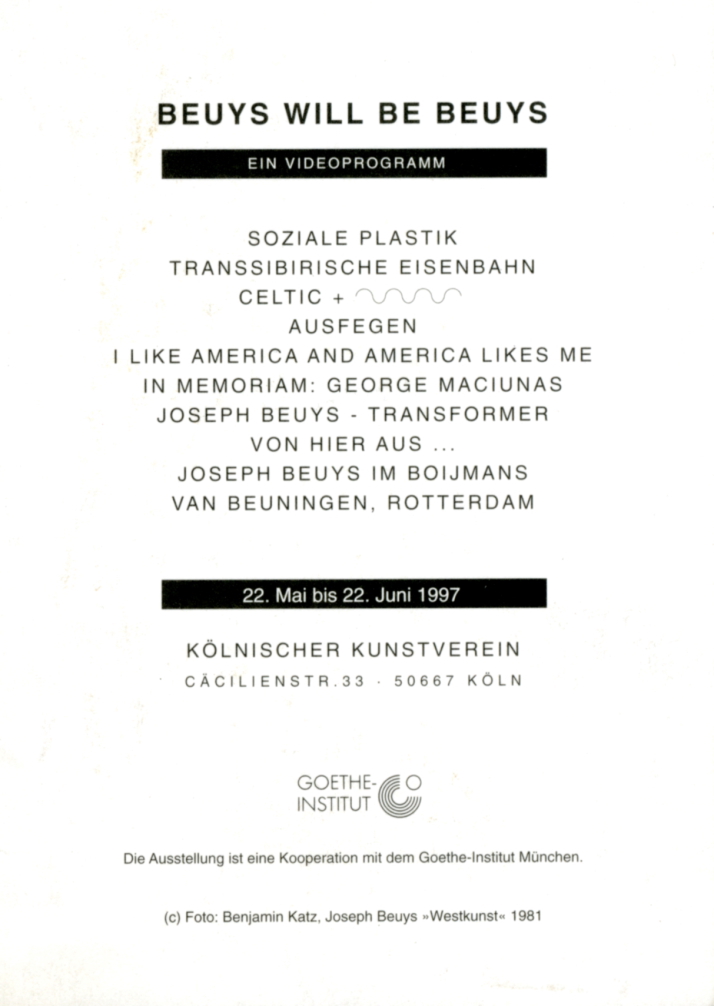 BEUYS WILL BE BEUYS
EIN VIDEOPROGRAMM
SOZIALE PLASTIK
TRANSSIBIRISCHE EISENBAHN
CELTIC +
AUSFEGEN
I LIKE AMERICA AND AMERICA LIKES ME
IN MEMORIAM: GEORGE MACIUNAS
JOSEPH BEUYS - TRANSFORMER
VON HIER AUS ...
JOSEPH BEUYS IM BOIJMANS
VAN BEUNINGEN, ROTTERDAM
22. Mai bis 22. Juni 1997
KÖLNISCHER KUNSTVEREIN
CÄCILIENSTR.33 · 50667 KÖLN
GOETHE-
INSTITUT
Die Ausstellung ist eine Kooperation mit dem Goethe-Institut München.
(c) Foto: Benjamin Katz, Joseph Beuys »Westkunst« 1981